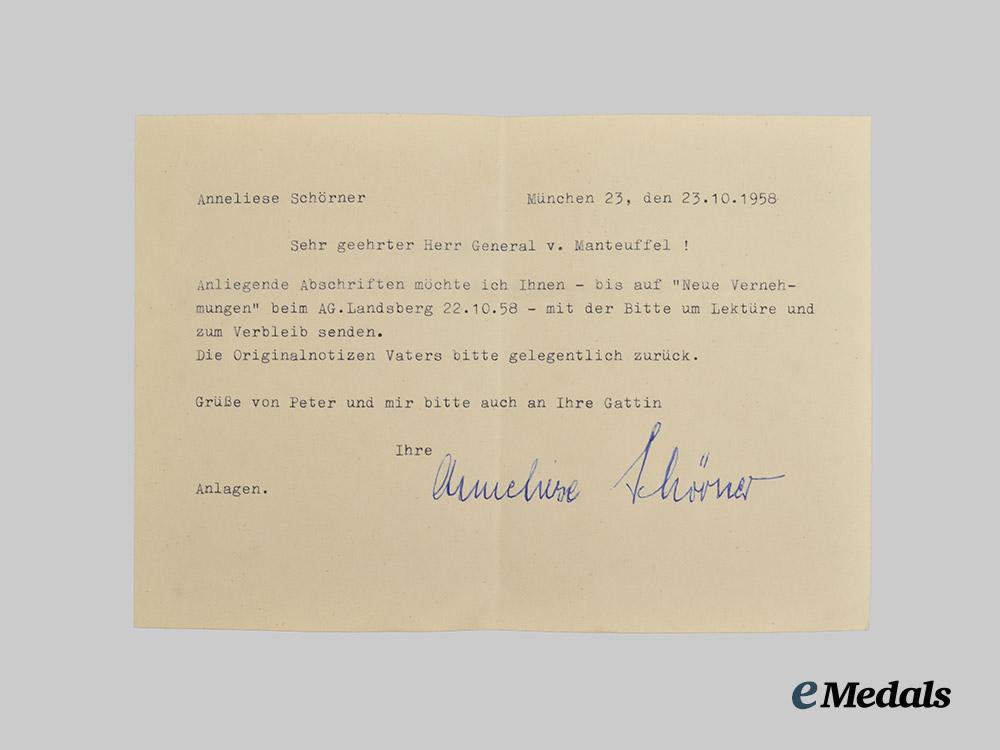 Anneliese Schörner München 23, den 23.10.1958
Sehr geehrter Herr General v. Manteuffel !
Anliegende Abschriften möchte ich Ihnen - bis auf "Neue Verneh-
mungen" beim AG.Landsberg 22.10.58 - mit der Bitte um Lektüre und
zum Verbleib senden.
Die Originalnotizen Vaters bitte gelegentlich zurück.
Grüße von Peter und mir bitte auch an Ihre Gattin
Ihre
Anneliese Schörner
Anlagen.
eMedals